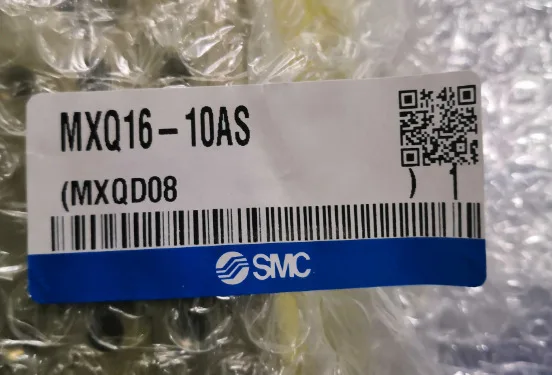 MXQ16-10AS
(MXQD08 ) 1
SMC